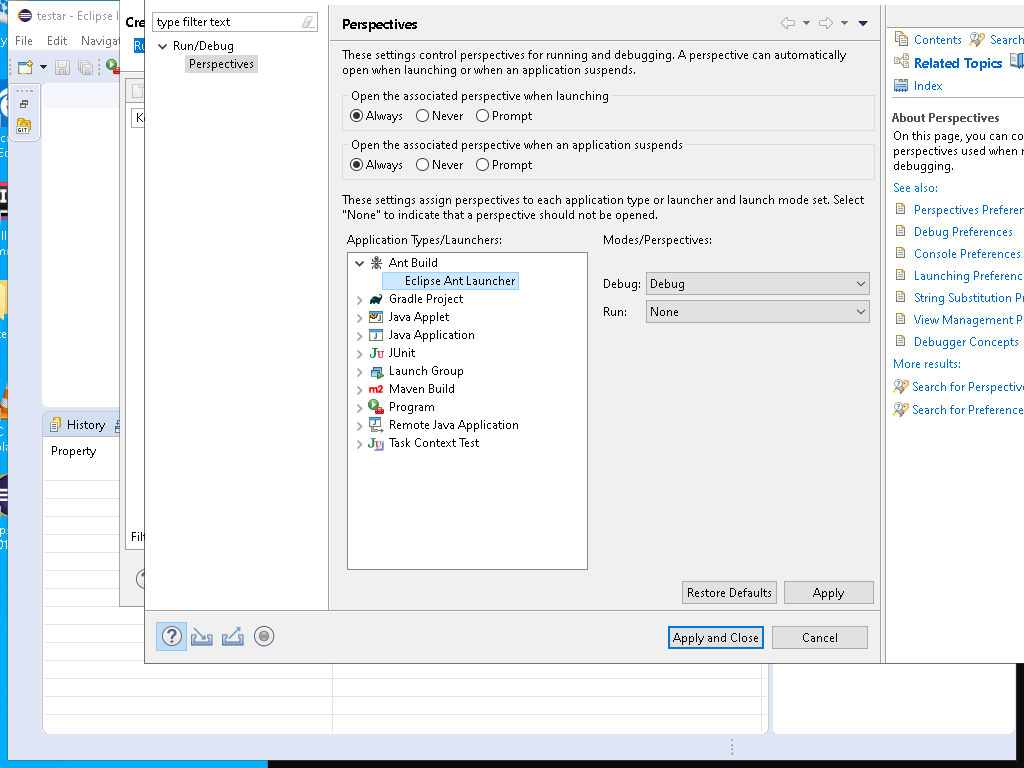 testar - Eclipse I
File Edit Naviga
Cre
Ru
K
GIT
History
Property
Filt
type filter text
Run/Debug
Perspectives
Perspectives
These settings control perspectives for running and debugging. A perspective can automatically
open when launching or when an application suspends.
Open the associated perspective when launching
Always Never Prompt
Open the associated perspective when an application suspends
Always Never Prompt
These settings assign perspectives to each application type or launcher and launch mode set. Select
"None" to indicate that a perspective should not be opened.
Application Types/Launchers:
Ant Build
Eclipse Ant Launcher
Gradle Project
Java Applet
Java Application
JUnit
Launch Group
m2 Maven Build
Program
Remote Java Application
Task Context Test
Modes/Perspectives:
Debug: Debug
Run: None
Restore Defaults Apply
Apply and Close Cancel
Contents Search
Related Topics
Index
About Perspectives
On this page, you can co
perspectives used when r
debugging.
See also:
Perspectives Preferen
Debug Preferences
Console Preferences
Launching Preferenc
String Substitution Pr
View Management P
Debugger Concepts
More results:
Search for Perspective
Search for Preference